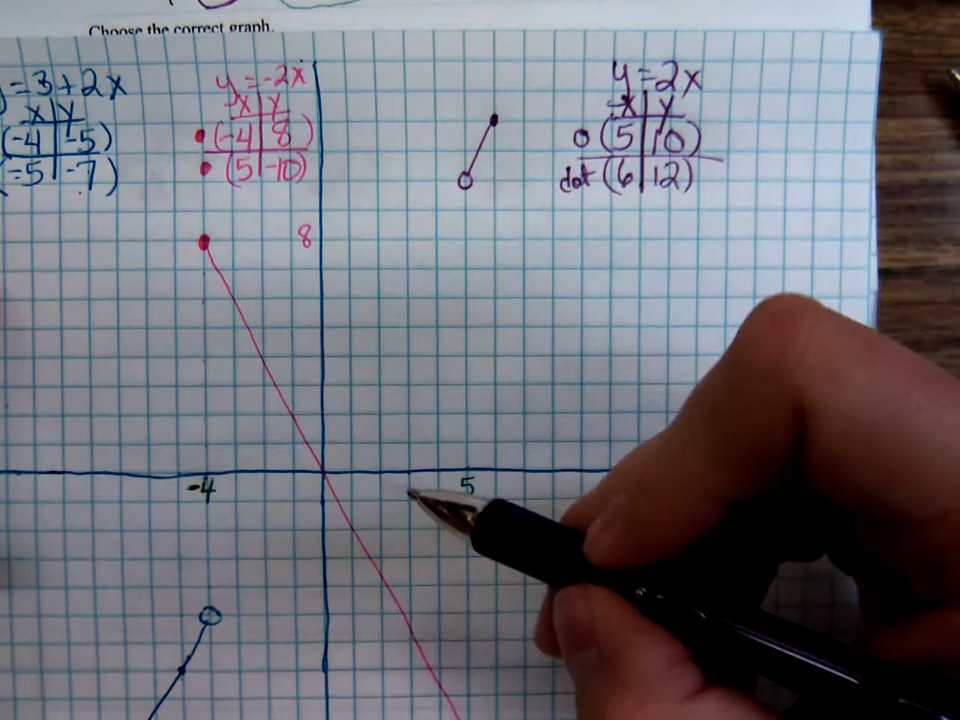 Choose the correct graph.
y=3+2x
x y
(-4 -5)
(-5 -7)
y=-2x
x y
(-4 8)
(5 -10)
y=2x
x y
(5 10)
dot (6 12)
8
-4
5